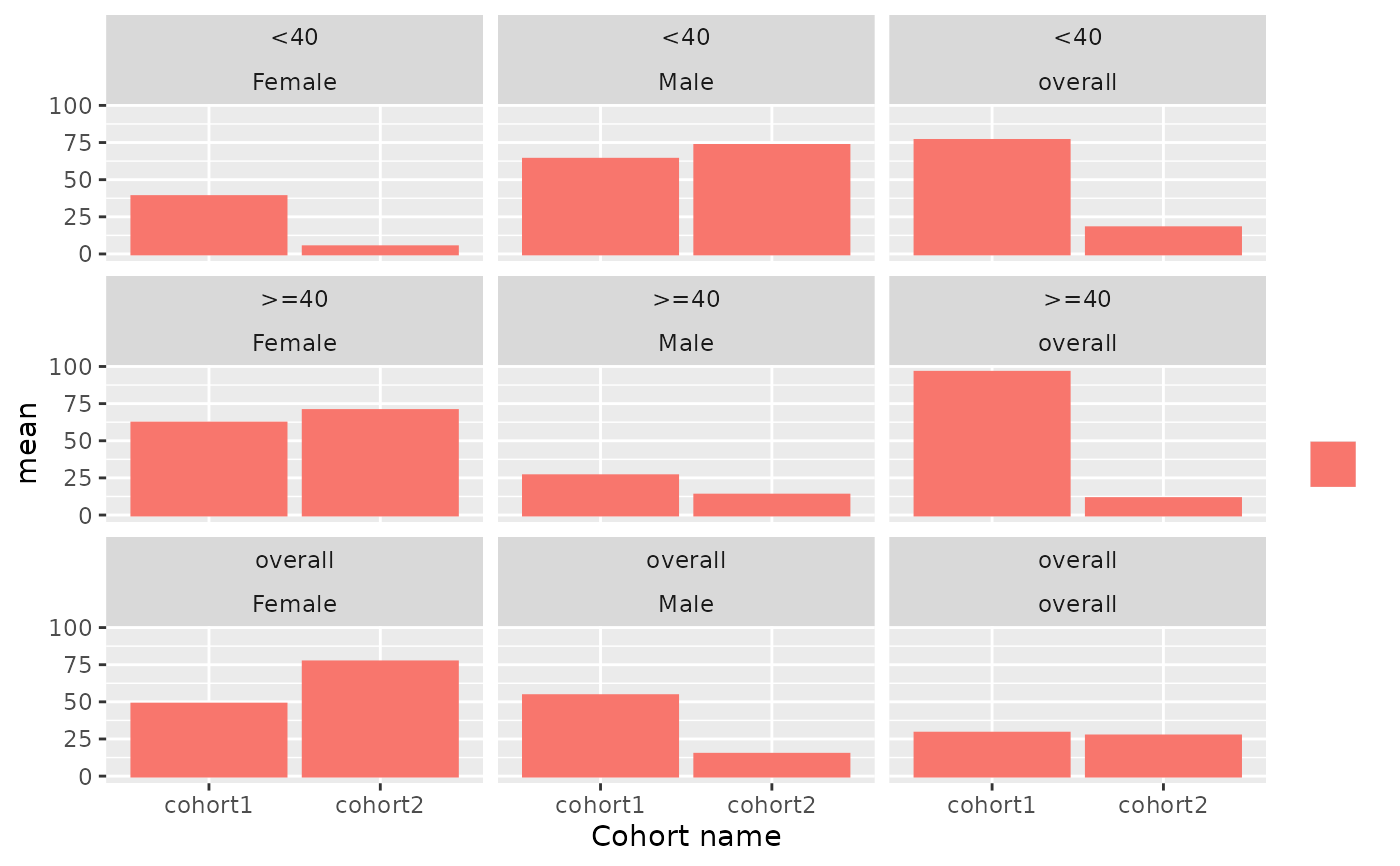 <40 <40 <40
Female Male overall
100
75
50
25
0
>=40 >=40 >=40
Female Male overall
100
75
50
25
0
mean
overall overall overall
Female Male overall
100
75
50
25
0
cohort1 cohort2 cohort1 cohort2 cohort1 cohort2
Cohort name